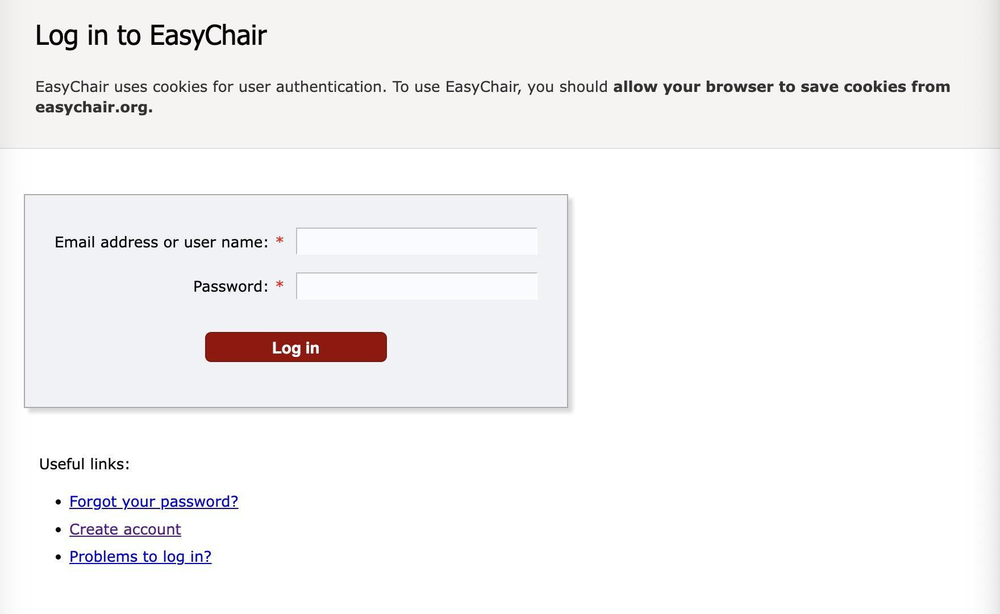 Log in to EasyChair
EasyChair uses cookies for user authentication. To use EasyChair, you should allow your browser to save cookies from
easychair.org.
Email address or user name: *
Password: *
Log in
Useful links:
• Forgot your password?
• Create account
• Problems to log in?